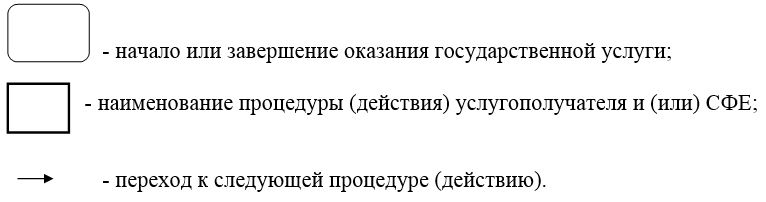 - начало или завершение оказания государственной услуги;
- наименование процедуры (действия) услугополучателя и (или) СФЕ;
- переход к следующей процедуре (действию).